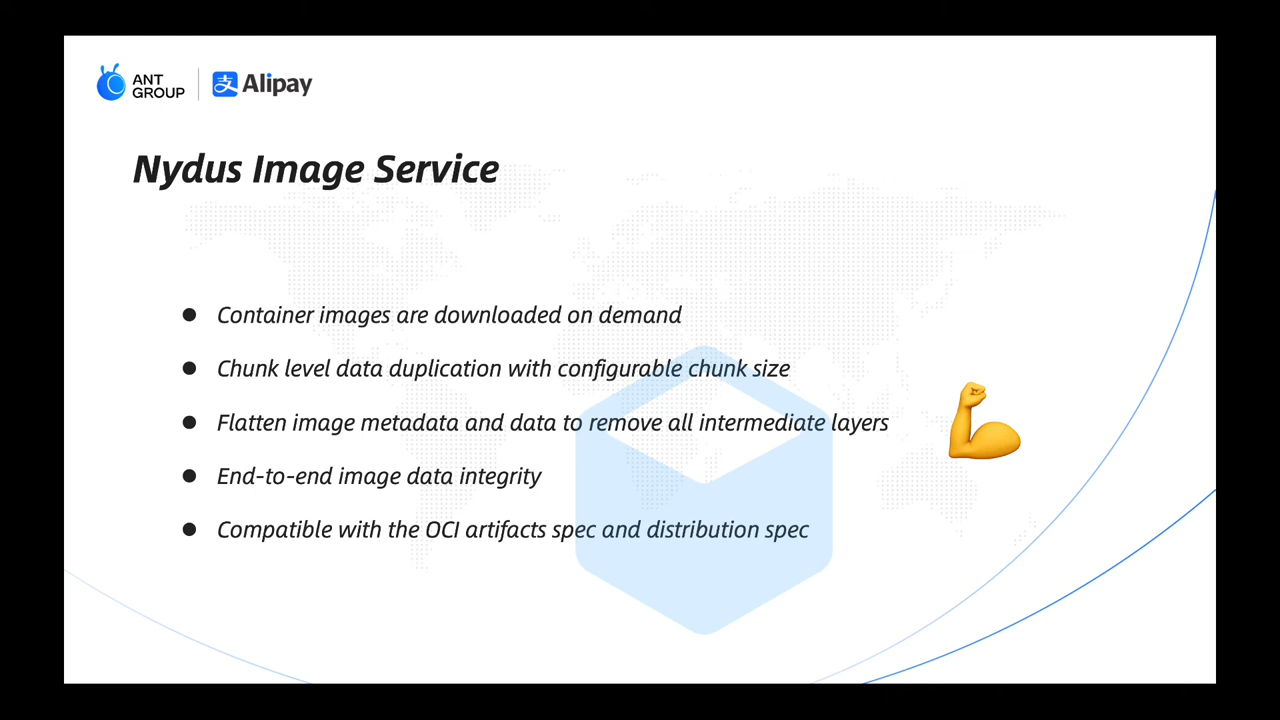 ANT
GROUP
支 Alipay
Nydus Image Service
● Container images are downloaded on demand
● Chunk level data duplication with configurable chunk size
● Flatten image metadata and data to remove all intermediate layers
● End-to-end image data integrity
● Compatible with the OCI artifacts spec and distribution spec